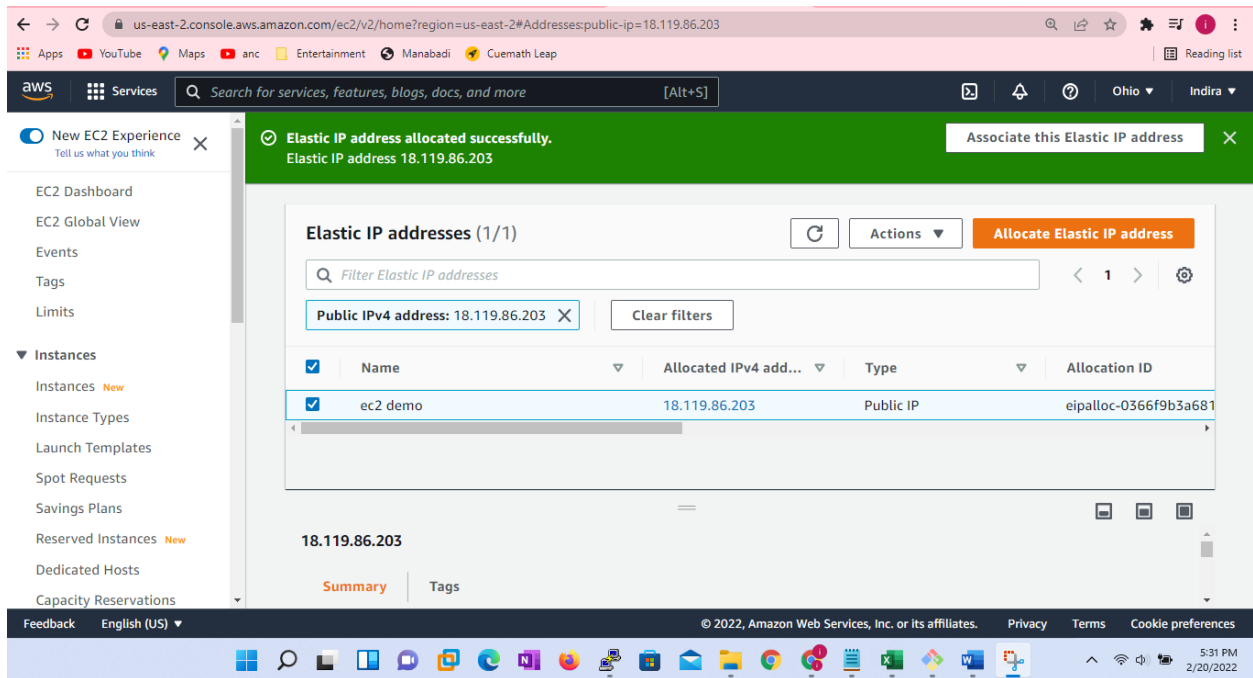 us-east-2.console.aws.amazon.com/ec2/v2/home?region=us-east-2#Addresses:public-ip=18.119.86.203
i
Apps YouTube Maps anc Entertainment Manabadi Cuemath Leap Reading list
aws Services Search for services, features, blogs, docs, and more [Alt+S] Ohio ▼ Indira ▼
New EC2 Experience
Tell us what you think
EC2 Dashboard
EC2 Global View
Events
Tags
Limits
Instances
Instances New
Instance Types
Launch Templates
Spot Requests
Savings Plans
Reserved Instances New
Dedicated Hosts
Capacity Reservations
Elastic IP address allocated successfully.
Elastic IP address 18.119.86.203
Associate this Elastic IP address
Elastic IP addresses (1/1)
Actions ▼
Allocate Elastic IP address
Filter Elastic IP addresses
1
Public IPv4 address: 18.119.86.203
Clear filters
Name Allocated IPv4 add... Type Allocation ID
ec2 demo 18.119.86.203 Public IP eipalloc-0366f9b3a681
18.119.86.203
Summary Tags
Feedback English (US) ▼ © 2022, Amazon Web Services, Inc. or its affiliates. Privacy Terms Cookie preferences
5:31 PM
2/20/2022